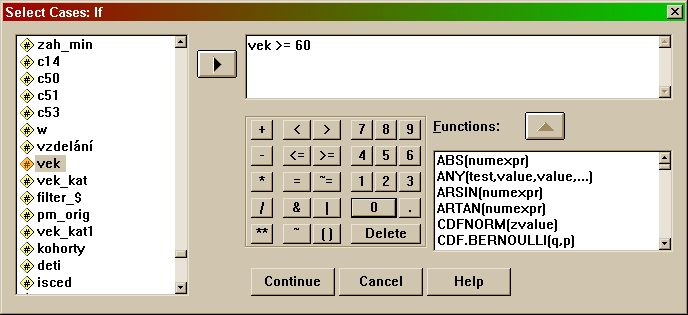 Select Cases: If
zah_min
c14
c50
c51
c53
w
vzdelání
vek
vek_kat
filter_$
pm_orig
vek_kat1
kohorty
deti
isced
vek >= 60
+ < > 7 8 9
- <= >= 4 5 6
* = ~= 1 2 3
/ & | 0 .
** ~ () Delete
Functions:
ABS(numexpr)
ANY(test,value,value,...)
ARSIN(numexpr)
ARTAN(numexpr)
CDFNORM(zvalue)
CDF.BERNOULLI(q,p)
Continue Cancel Help